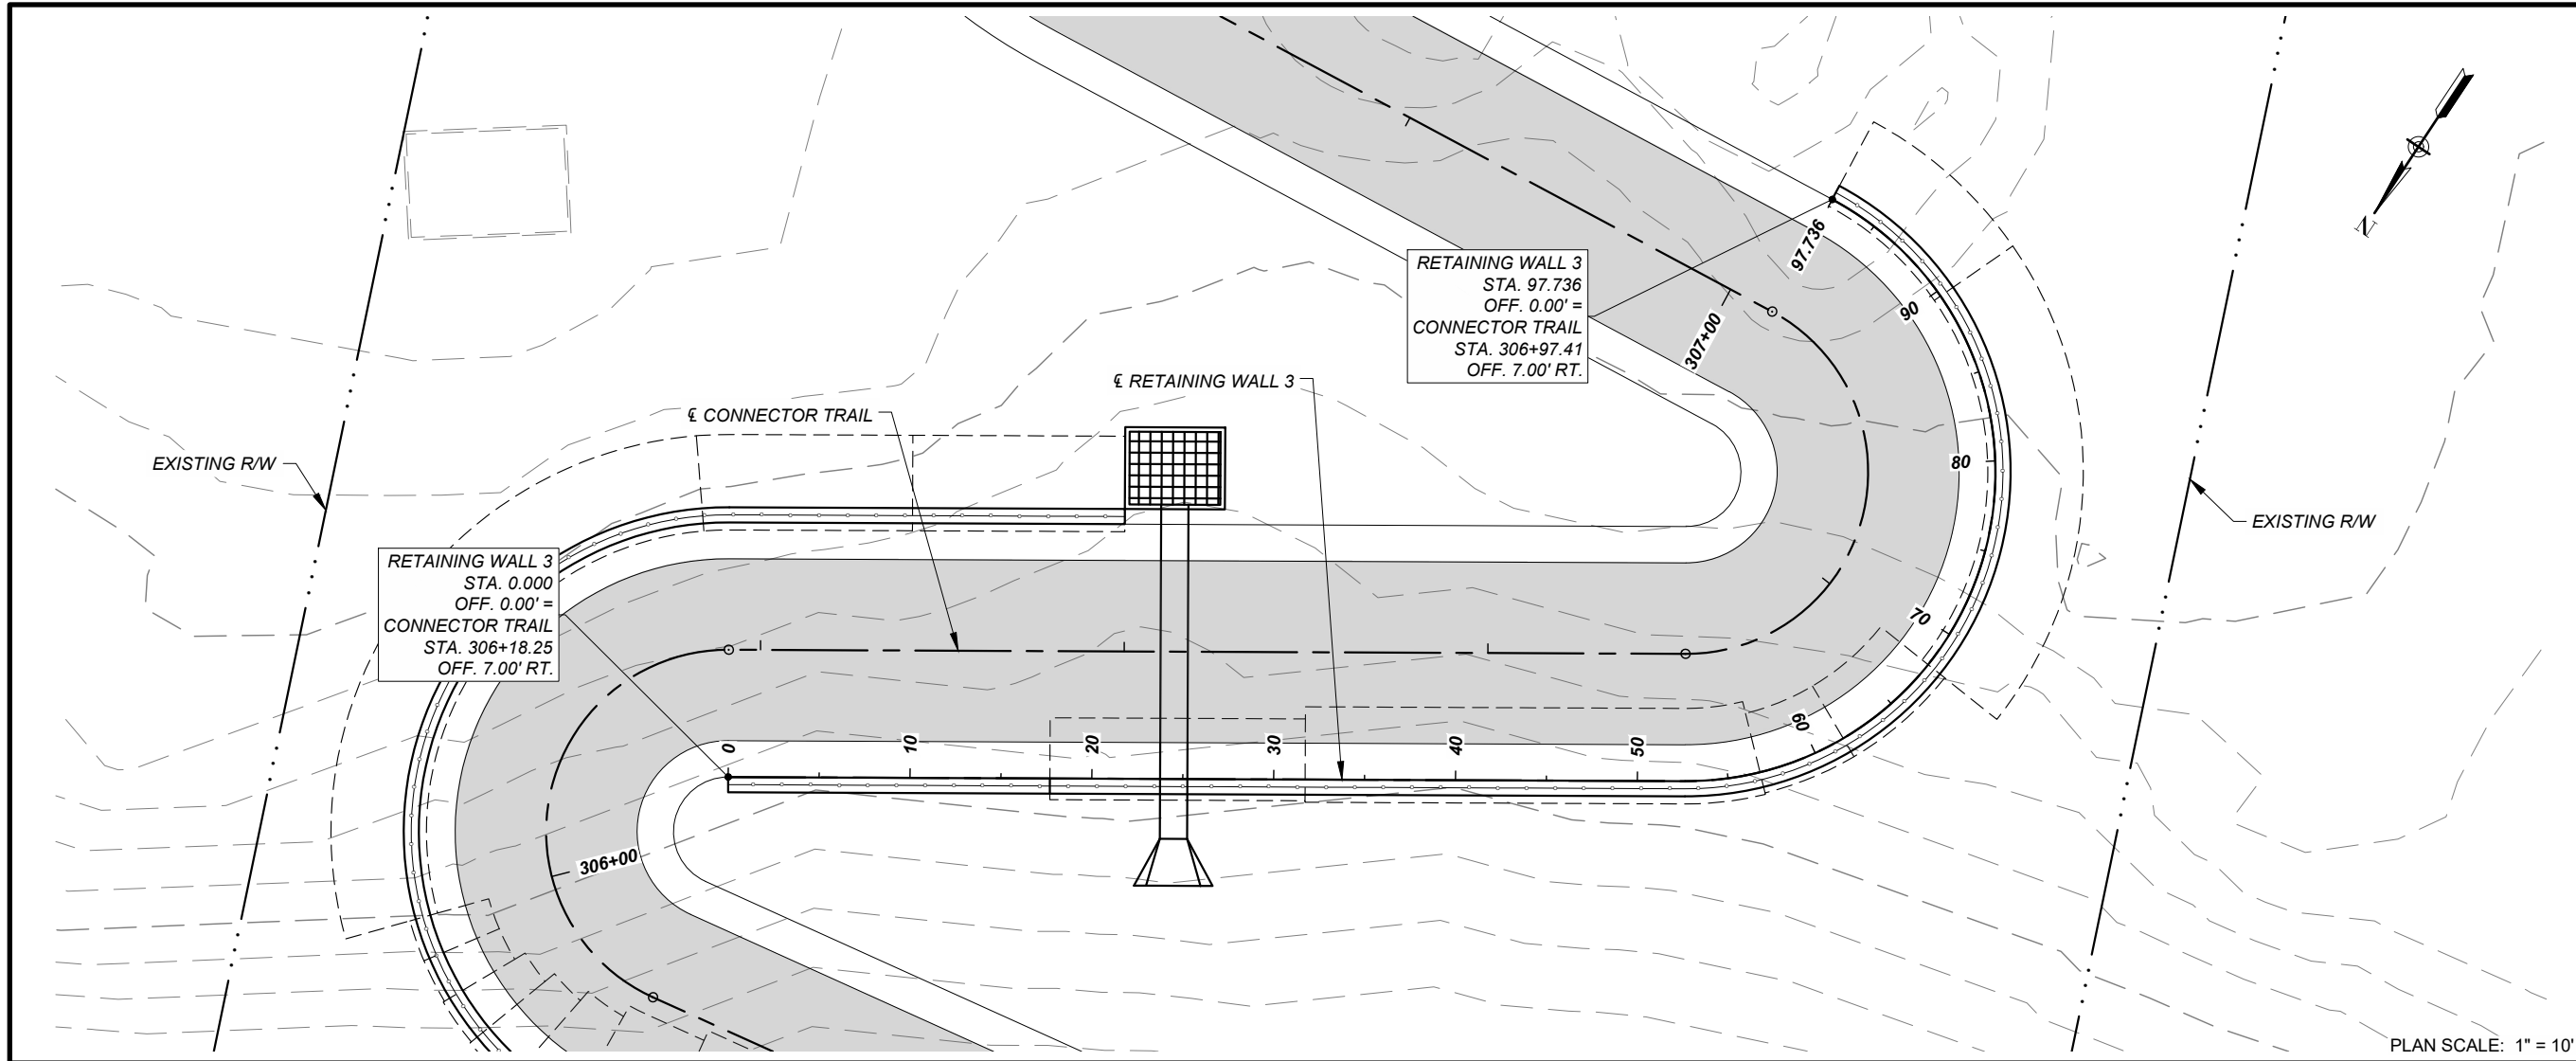 97.736
RETAINING WALL 3
STA. 97.736
OFF. 0.00' =
CONNECTOR TRAIL
STA. 306+97.41
OFF. 7.00' RT.
307+00
90
N
℄ RETAINING WALL 3
℄ CONNECTOR TRAIL
EXISTING R/W
80
EXISTING R/W
RETAINING WALL 3
STA. 0.000
OFF. 0.00' =
CONNECTOR TRAIL
STA. 306+18.25
OFF. 7.00' RT.
70
60
0
10
20
30
40
50
306+00
PLAN SCALE: 1" = 10'